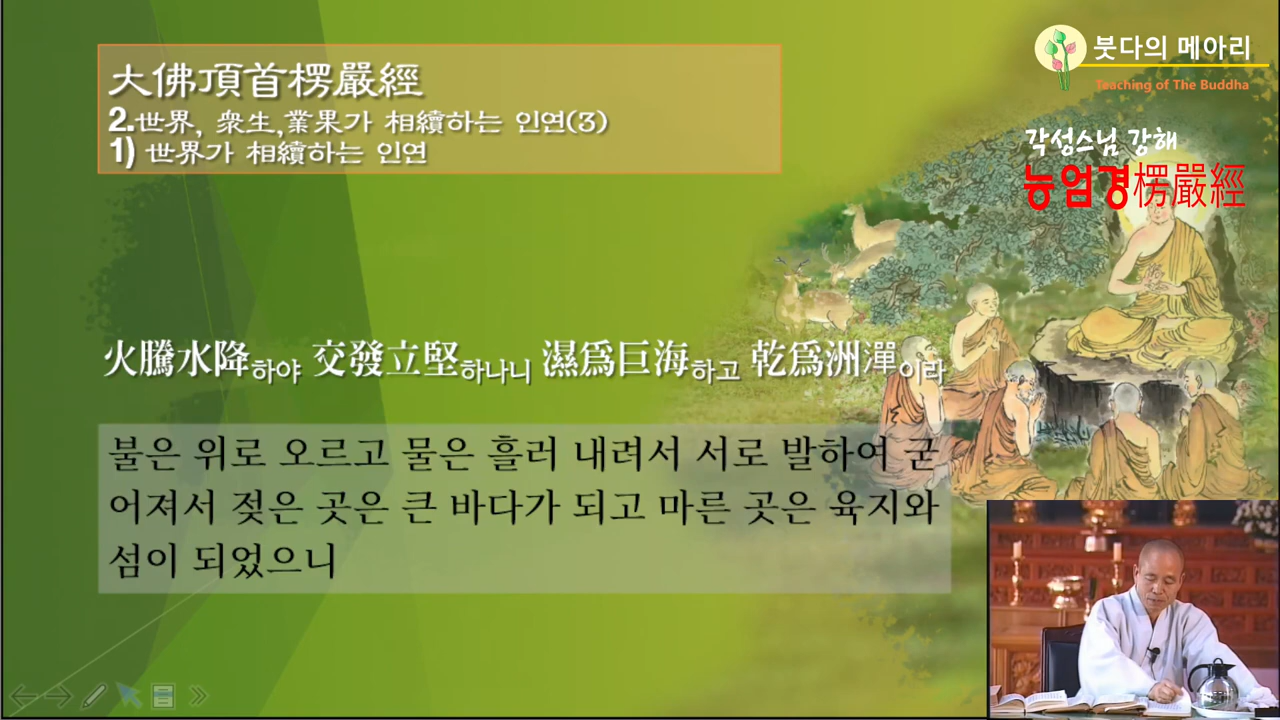 大佛頂首楞嚴經
2.世界, 衆生,業果가 相續하는 인연(3)
1) 世界가 相續하는 인연
붓다의 메아리
Teaching of The Buddha
각성스님 강해
능엄경楞嚴經
火騰水降하야 交發立堅하나니 濕爲巨海하고 乾爲洲潬이라
불은 위로 오르고 물은 흘러 내려서 서로 발하여 굳
어져서 젖은 곳은 큰 바다가 되고 마른 곳은 육지와
섬이 되었으니